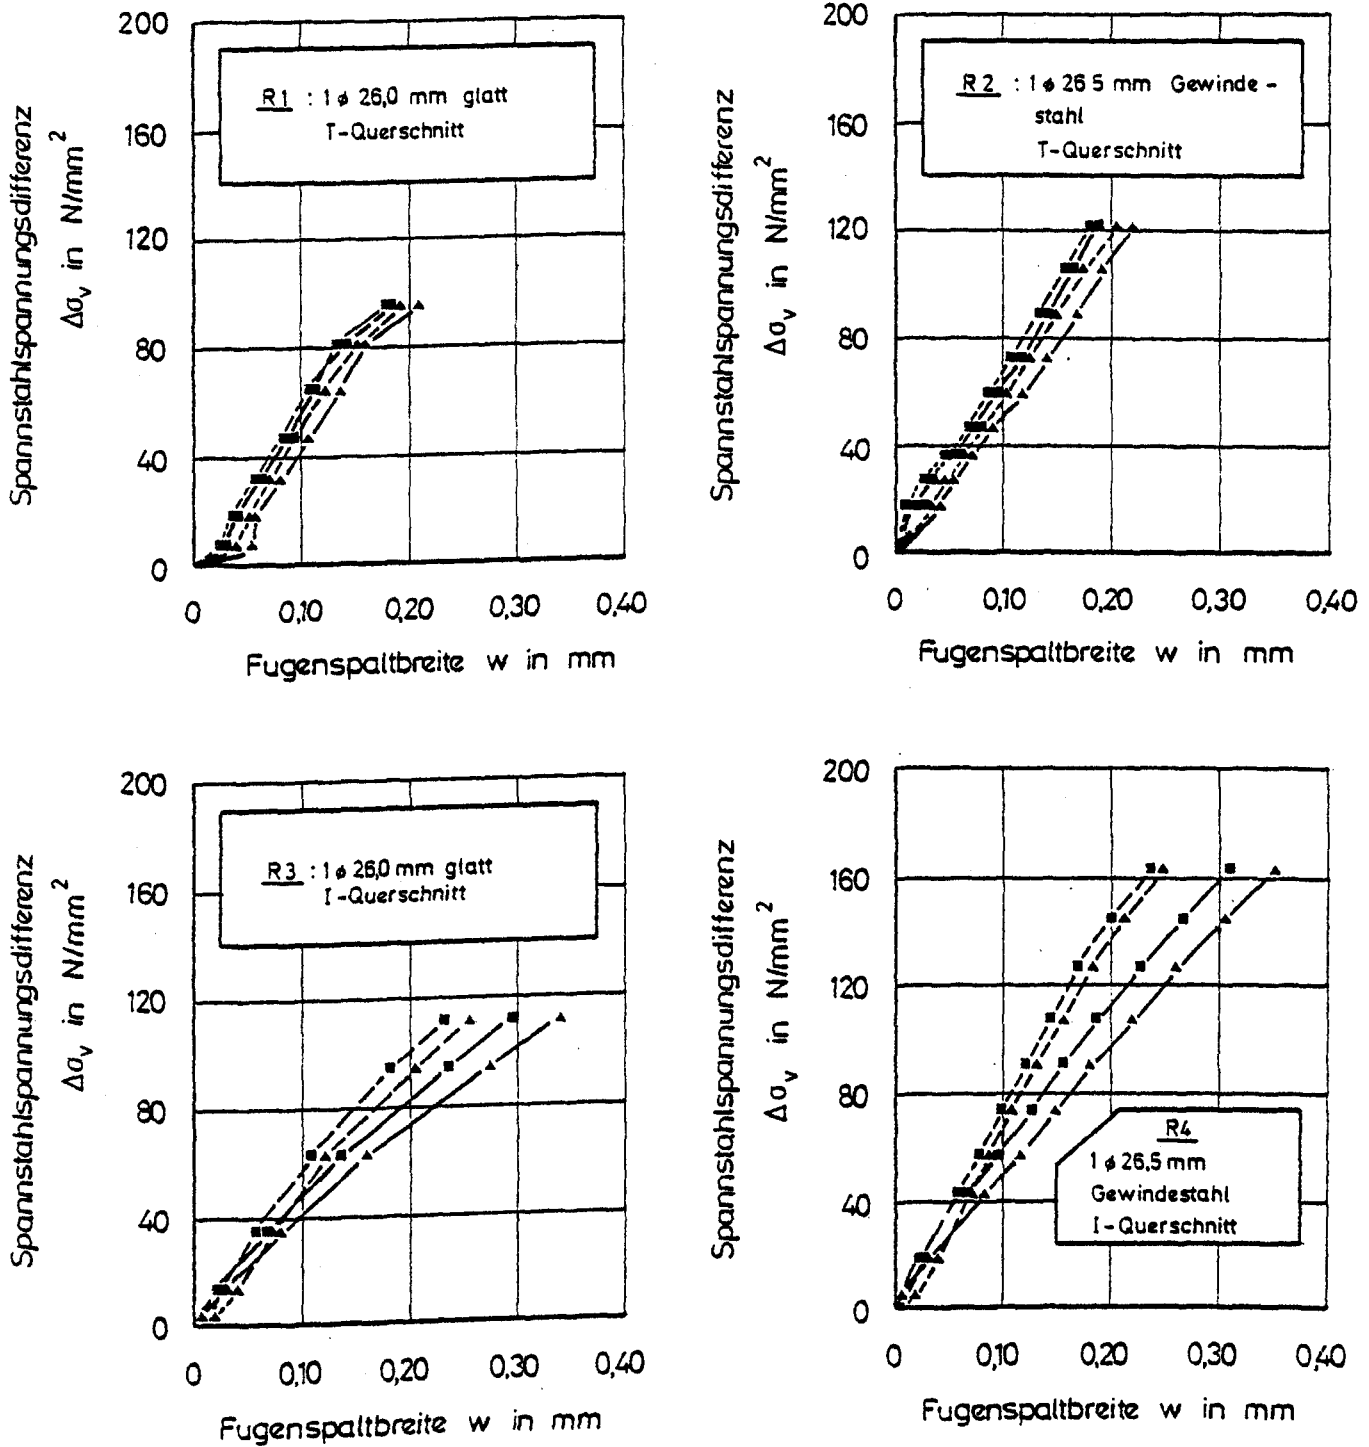 200
160
120
80
40
0
Spannstahlspannungsdifferenz
Δσv in N/mm²
R1 : 1 ϕ 26,0 mm glatt
T-Querschnitt
0 0,10 0,20 0,30 0,40
Fugenspaltbreite w in mm
200
160
120
80
40
0
Spannstahlspannungsdifferenz
Δσv in N/mm²
R2 : 1 ϕ 26 5 mm Gewinde-
stahl
T-Querschnitt
0 0,10 0,20 0,30 0,40
Fugenspaltbreite w in mm
200
160
120
80
40
0
Spannstahlspannungsdifferenz
Δσv in N/mm²
R3 : 1 ϕ 26,0 mm glatt
I-Querschnitt
0 0,10 0,20 0,30 0,40
Fugenspaltbreite w in mm
200
160
120
80
40
0
Spannstahlspannungsdifferenz
Δσv in N/mm²
R4
1 ϕ 26,5 mm
Gewindestahl
I-Querschnitt
0 0,10 0,20 0,30 0,40
Fugenspaltbreite w in mm